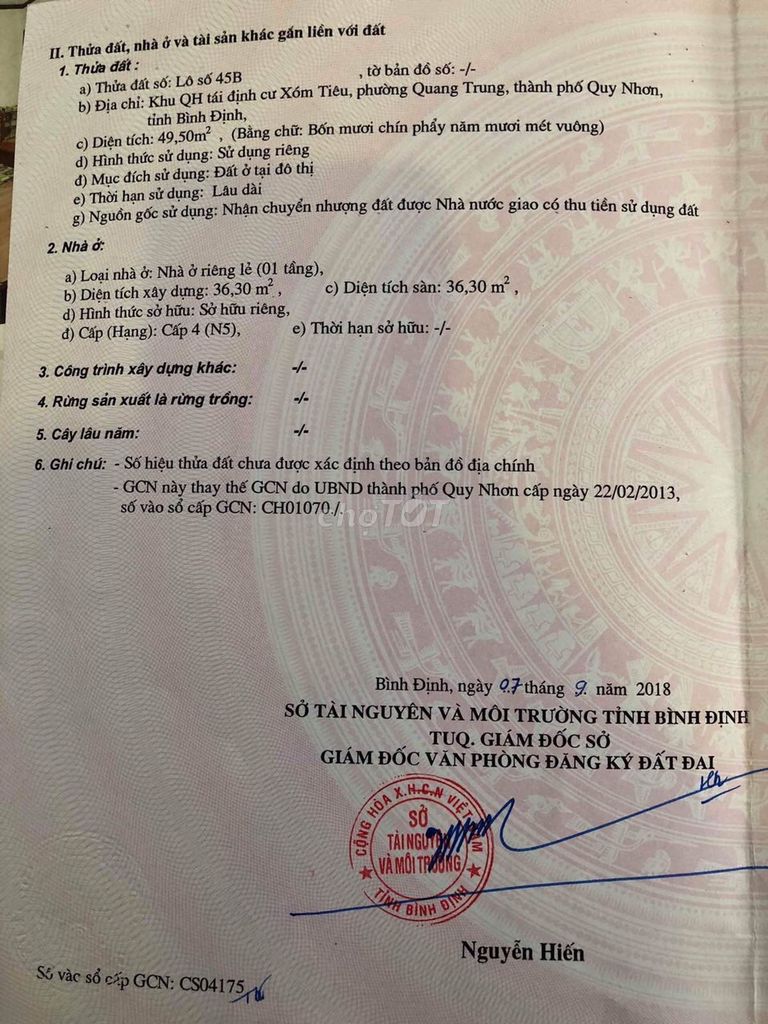 II. Thửa đất, nhà ở và tài sản khác gắn liền với đất
1. Thửa đất :
a) Thửa đất số: Lô số 45B , tờ bản đồ số: -/-
b) Địa chỉ: Khu QH tái định cư Xóm Tiêu, phường Quang Trung, thành phố Quy Nhơn,
tỉnh Bình Định,
c) Diện tích: 49,50m² , (Bằng chữ: Bốn mươi chín phẩy năm mươi mét vuông)
d) Hình thức sử dụng: Sử dụng riêng
đ) Mục đích sử dụng: Đất ở tại đô thị
e) Thời hạn sử dụng: Lâu dài
g) Nguồn gốc sử dụng: Nhận chuyển nhượng đất được Nhà nước giao có thu tiền sử dụng đất
2. Nhà ở:
a) Loại nhà ở: Nhà ở riêng lẻ (01 tầng),
b) Diện tích xây dựng: 36,30 m² , c) Diện tích sàn: 36,30 m² ,
d) Hình thức sở hữu: Sở hữu riêng,
đ) Cấp (Hạng): Cấp 4 (N5), e) Thời hạn sở hữu: -/-
3. Công trình xây dựng khác: -/-
4. Rừng sản xuất là rừng trồng: -/-
5. Cây lâu năm: -/-
6. Ghi chú: - Số hiệu thửa đất chưa được xác định theo bản đồ địa chính
- GCN này thay thế GCN do UBND thành phố Quy Nhơn cấp ngày 22/02/2013,
số vào sổ cấp GCN: CH01070./.
chợTỐT
Bình Định, ngày 07 tháng 9 năm 2018
SỞ TÀI NGUYÊN VÀ MÔI TRƯỜNG TỈNH BÌNH ĐỊNH
TUQ. GIÁM ĐỐC SỞ
GIÁM ĐỐC VĂN PHÒNG ĐĂNG KÝ ĐẤT ĐAI
CỘNG HÒA X.H.C.N VIỆT NAM
SỞ
TÀI NGUYÊN
VÀ MÔI TRƯỜNG
TỈNH BÌNH ĐỊNH
Nguyễn Hiến
Số vào sổ cấp GCN: CS04175